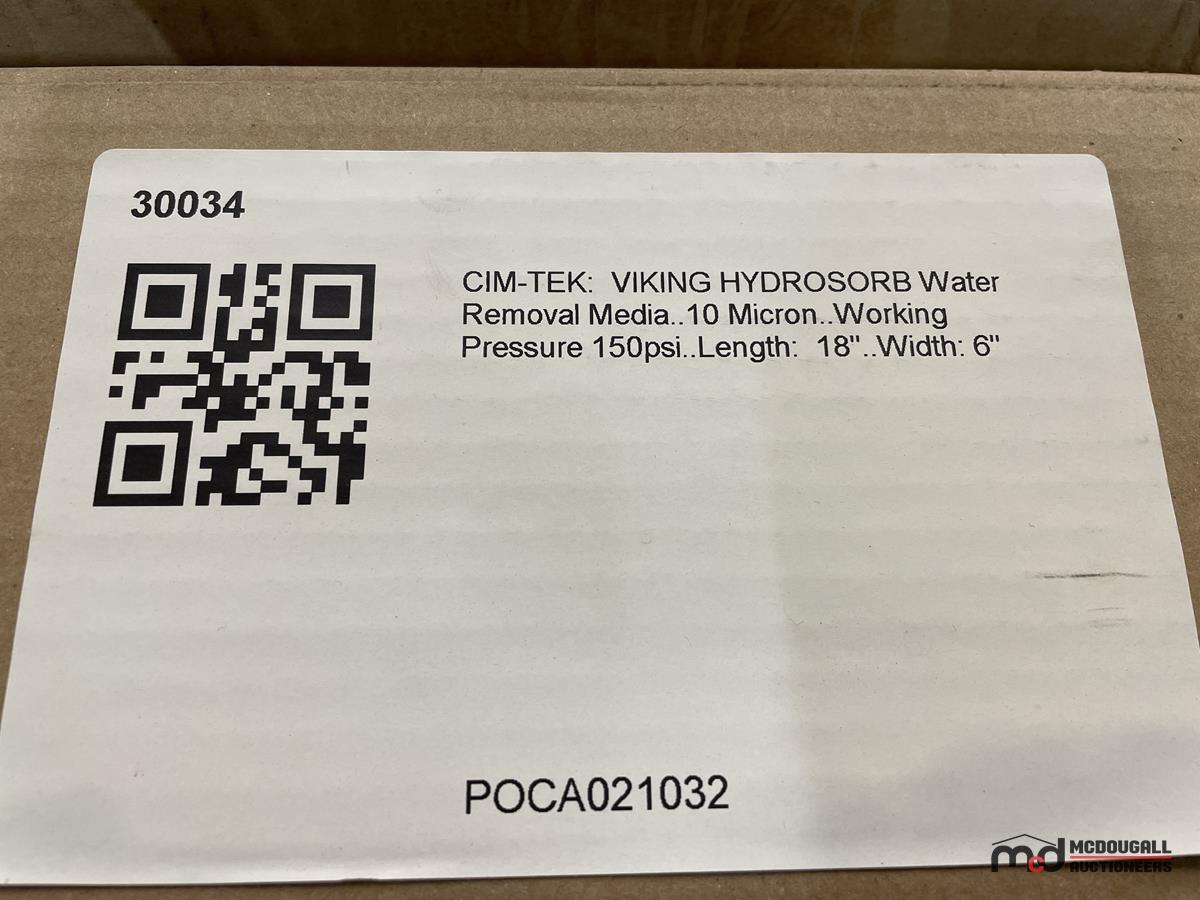 30034
CIM-TEK:  VIKING HYDROSORB Water
Removal Media..10 Micron..Working
Pressure 150psi..Length:  18"..Width: 6"
POCA021032
mcd MCDOUGALL
AUCTIONEERS